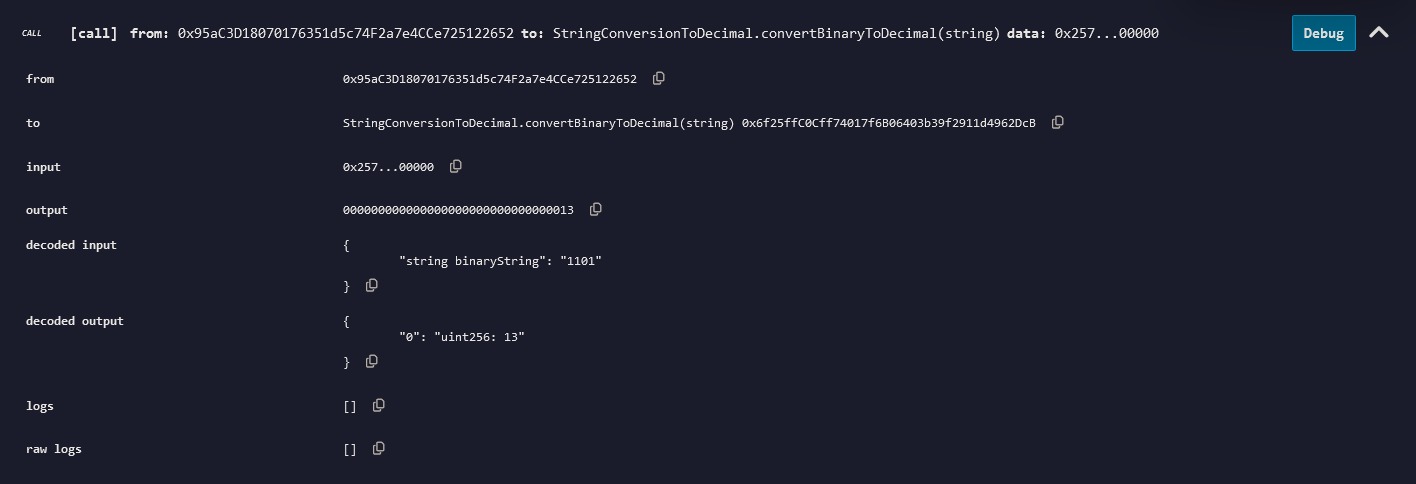 CALL [call] from: 0x95aC3D18070176351d5c74F2a7e4CCe725122652 to: StringConversionToDecimal.convertBinaryToDecimal(string) data: 0x257...00000 Debug
from 0x95aC3D18070176351d5c74F2a7e4CCe725122652
to StringConversionToDecimal.convertBinaryToDecimal(string) 0x6f25ffC0Cff74017f6B06403b39f2911d4962DcB
input 0x257...00000
output 00000000000000000000000000000000013
decoded input {
"string binaryString": "1101"
}
decoded output {
"0": "uint256: 13"
}
logs []
raw logs []